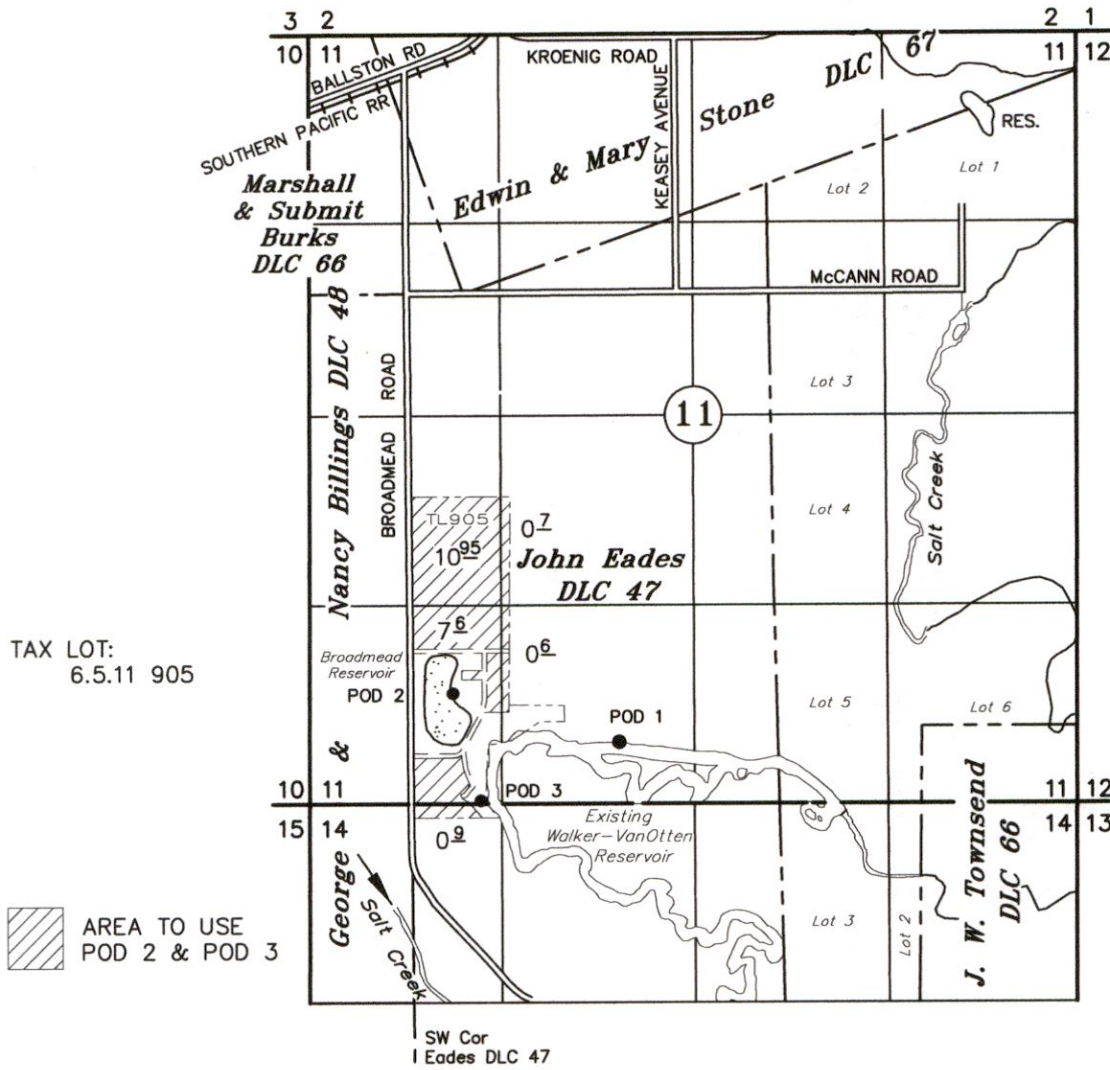 3 2
2 1
10 11
11 12
BALLSTON RD
KROENIG ROAD
SOUTHERN PACIFIC RR
KEASEY AVENUE
Edwin & Mary Stone DLC 67
RES.
Lot 1
Lot 2
Marshall
& Submit
Burks
DLC 66
McCANN ROAD
George & Nancy Billings DLC 48
BROADMEAD ROAD
Lot 3
11
Salt Creek
Lot 4
TL905
10 95
0 7
John Eades
DLC 47
7 6
0 6
TAX LOT:
6.5.11 905
Broadmead
Reservoir
POD 2
POD 1
Lot 5
Lot 6
POD 3
10 11
11 12
15 14
14 13
0 9
Existing
Walker-VanOtten
Reservoir
J. W. Townsend
DLC 66
AREA TO USE
POD 2 & POD 3
Salt Creek
Lot 3
Lot 2
SW Cor
Eades DLC 47